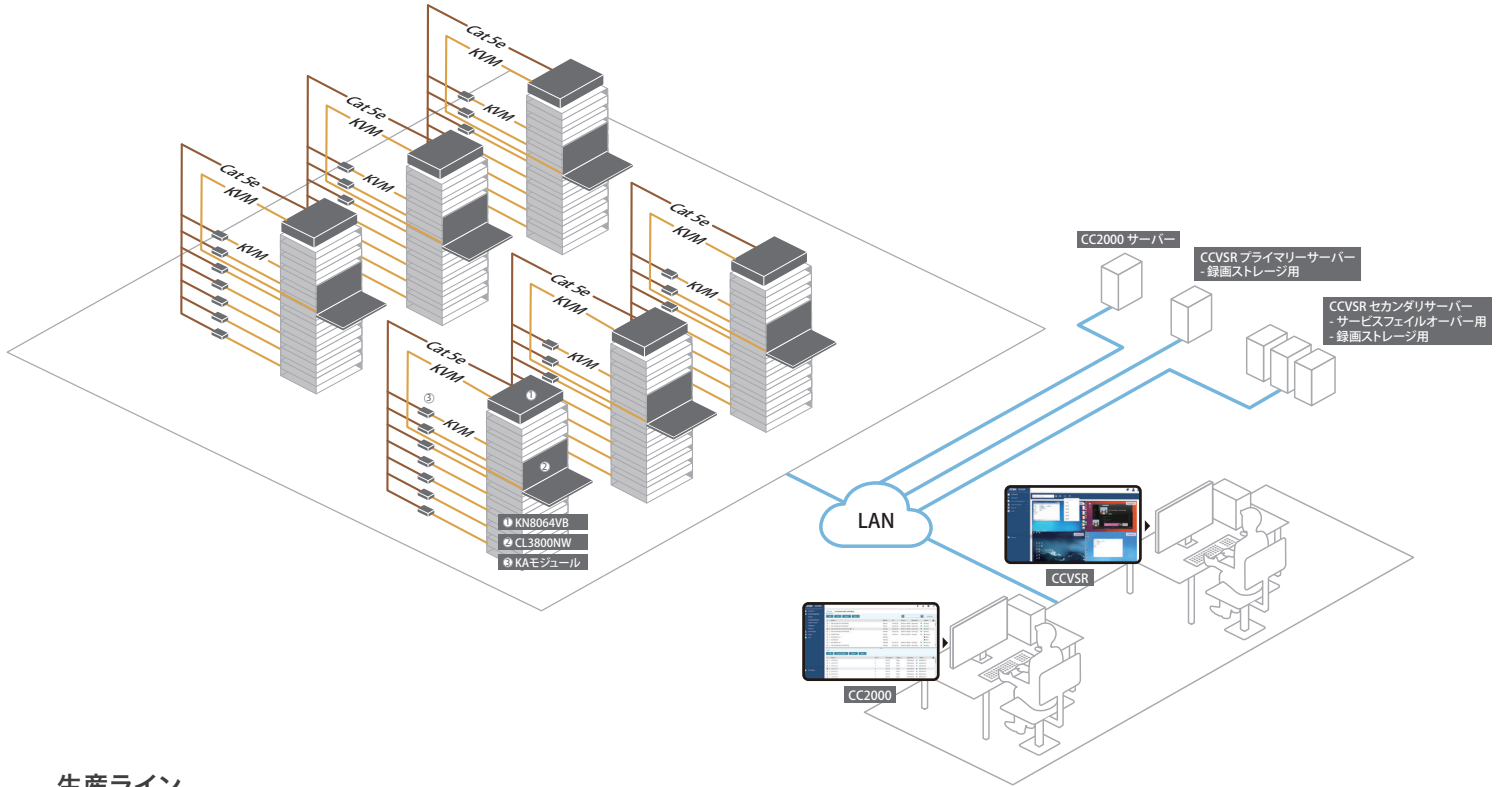 Cat 5e
KVM
KVM
Cat 5e
KVM
KVM
Cat 5e
KVM
KVM
Cat 5e
KVM
KVM
Cat 5e
KVM
KVM
Cat 5e
KVM
KVM
③
❶
❷
❶ KN8064VB
❷ CL3800NW
❸ KAモジュール
CC2000 サーバー
CCVSR プライマリーサーバー
- 録画ストレージ用
CCVSR セカンダリサーバー
- サービスフェイルオーバー用
- 録画ストレージ用
LAN
CCVSR
CC2000
生産ライン